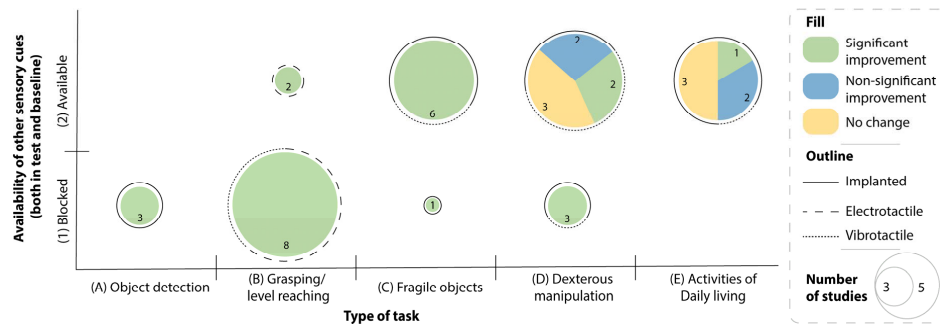 Availability of other sensory cues
(both in test and baseline)
(2) Available
(1) Blocked
2
6
2
2
3
1
2
3
3
8
1
3
(A) Object detection
(B) Grasping/
level reaching
(C) Fragile objects
(D) Dexterous
manipulation
(E) Activities of
Daily living
Type of task
Fill
Significant
improvement
Non-significant
improvement
No change
Outline
Implanted
Electrotactile
Vibrotactile
Number
of studies
3
5